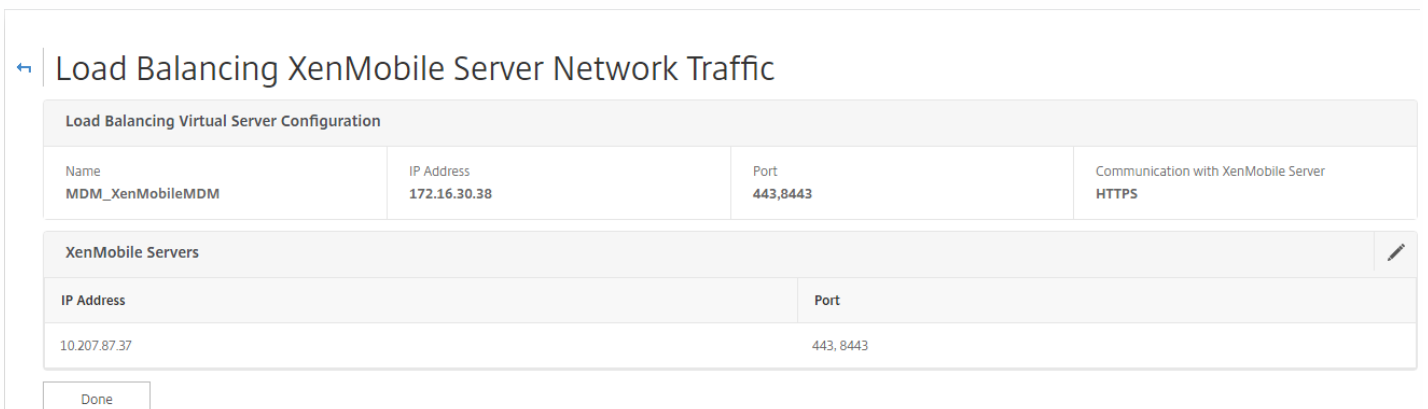 Load Balancing XenMobile Server Network Traffic
Load Balancing Virtual Server Configuration
Name IP Address Port Communication with XenMobile Server
MDM_XenMobileMDM 172.16.30.38 443,8443 HTTPS
XenMobile Servers
IP Address Port
10.207.87.37 443, 8443
Done